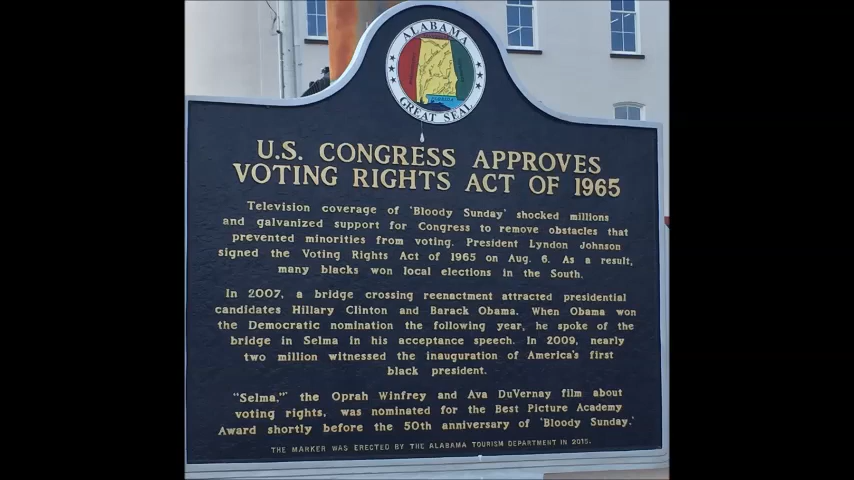 ALABAMA
GREAT SEAL
U.S. CONGRESS APPROVES
VOTING RIGHTS ACT OF 1965
Television coverage of 'Bloody Sunday' shocked millions
and galvanized support for Congress to remove obstacles that
prevented minorities from voting. President Lyndon Johnson
signed the Voting Rights Act of 1965 on Aug. 6. As a result,
many blacks won local elections in the South.
In 2007, a bridge crossing reenactment attracted presidential
candidates Hillary Clinton and Barack Obama. When Obama won
the Democratic nomination the following year, he spoke of the
bridge in Selma in his acceptance speech. In 2009, nearly
two million witnessed the inauguration of America's first
black president.
"Selma," the Oprah Winfrey and Ava DuVernay film about
voting rights, was nominated for the Best Picture Academy
Award shortly before the 50th anniversary of 'Bloody Sunday.'
THE MARKER WAS ERECTED BY THE ALABAMA TOURISM DEPARTMENT IN 2015.